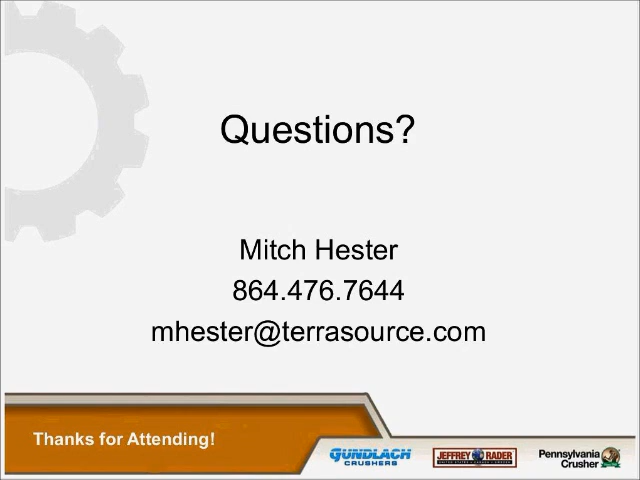 Questions?
Mitch Hester
864.476.7644
mhester@terrasource.com
Thanks for Attending!
GUNDLACH
CRUSHERS
JEFFREY RADER
Pennsylvania
Crusher